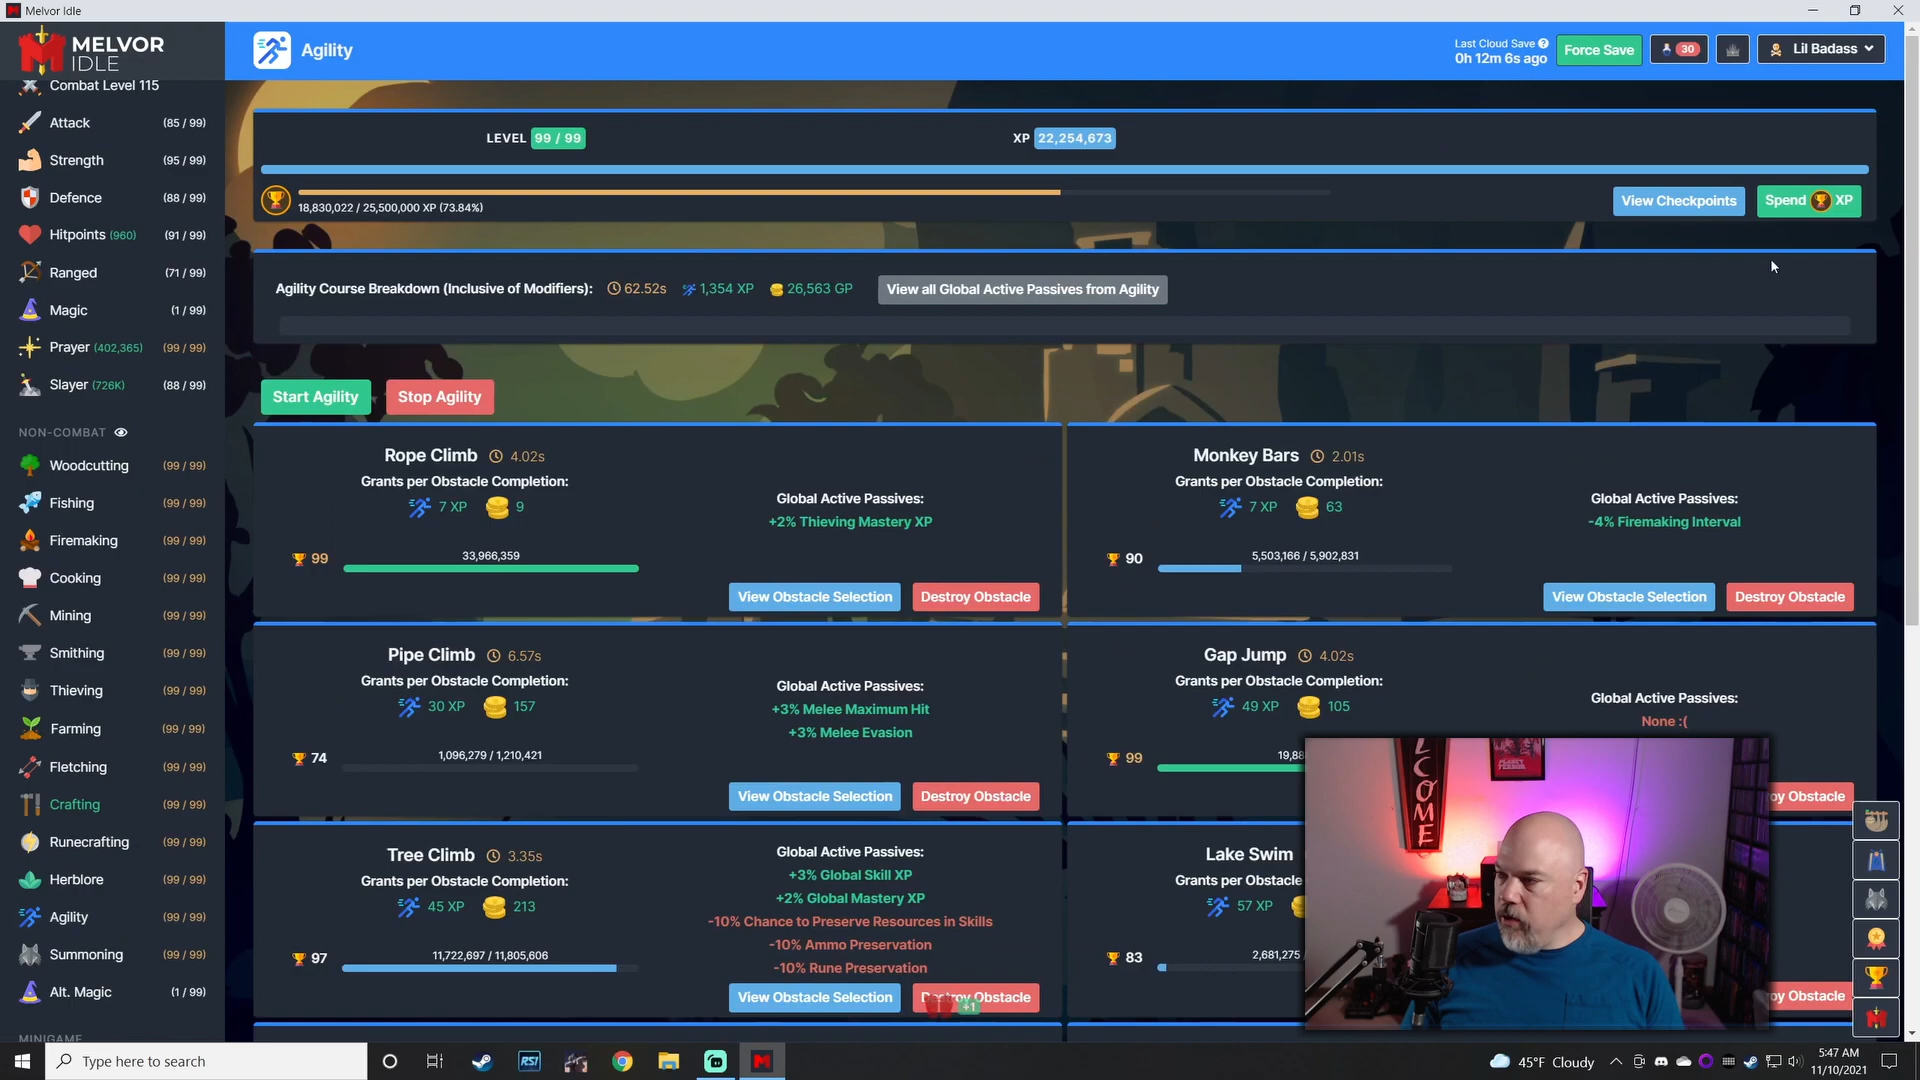 Melvor Idle
MELVOR
IDLE
Agility
Last Cloud Save
0h 12m 6s ago
Force Save
30
Lil Badass
Combat Level 115
Attack (85 / 99)
Strength (95 / 99)
Defence (88 / 99)
Hitpoints (960) (91 / 99)
Ranged (71 / 99)
Magic (1 / 99)
Prayer (402,365) (99 / 99)
Slayer (726K) (88 / 99)
NON-COMBAT
Woodcutting (99 / 99)
Fishing (99 / 99)
Firemaking (99 / 99)
Cooking (99 / 99)
Mining (99 / 99)
Smithing (99 / 99)
Thieving (99 / 99)
Farming (99 / 99)
Fletching (99 / 99)
Crafting (99 / 99)
Runecrafting (99 / 99)
Herblore (99 / 99)
Agility (99 / 99)
Summoning (99 / 99)
Alt. Magic (1 / 99)
MINIGAME
LEVEL 99 / 99
XP 22,254,673
18,830,022 / 25,500,000 XP (73.84%)
View Checkpoints
Spend XP
Agility Course Breakdown (Inclusive of Modifiers): 62.52s 1,354 XP 26,563 GP
View all Global Active Passives from Agility
Start Agility
Stop Agility
Rope Climb 4.02s
Grants per Obstacle Completion:
7 XP 9
Global Active Passives:
+2% Thieving Mastery XP
99
33,966,359
View Obstacle Selection
Destroy Obstacle
Monkey Bars 2.01s
Grants per Obstacle Completion:
7 XP 63
Global Active Passives:
-4% Firemaking Interval
90
5,503,166 / 5,902,831
View Obstacle Selection
Destroy Obstacle
Pipe Climb 6.57s
Grants per Obstacle Completion:
30 XP 157
Global Active Passives:
+3% Melee Maximum Hit
+3% Melee Evasion
74
1,096,279 / 1,210,421
View Obstacle Selection
Destroy Obstacle
Gap Jump 4.02s
Grants per Obstacle Completion:
49 XP 105
Global Active Passives:
None :(
99
19,88
oy Obstacle
Tree Climb 3.35s
Grants per Obstacle Completion:
45 XP 213
Global Active Passives:
+3% Global Skill XP
+2% Global Mastery XP
-10% Chance to Preserve Resources in Skills
-10% Ammo Preservation
-10% Rune Preservation
97
11,722,697 / 11,805,606
View Obstacle Selection
Destroy Obstacle
+1
Lake Swim
Grants per Obstacle
57 XP
83
2,681,275
oy Obstacle
LCOME
Type here to search
RSI
45°F Cloudy
5:47 AM
11/10/2021